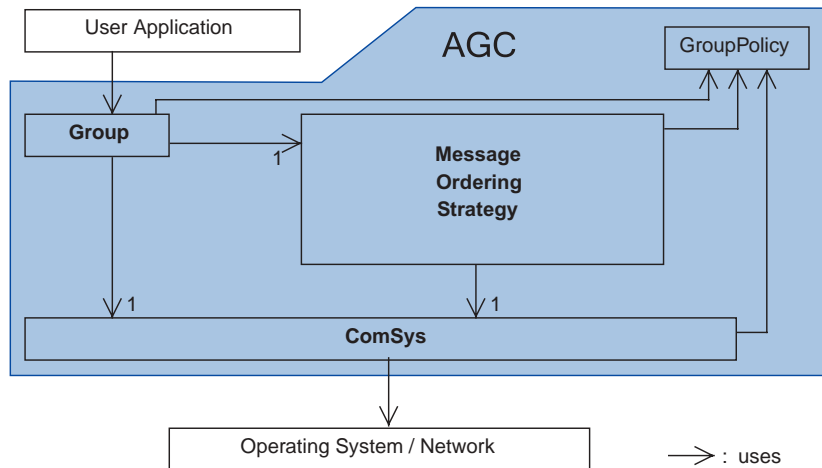 User Application
AGC
GroupPolicy
Group
1
Message
Ordering
Strategy
1
1
ComSys
Operating System / Network
: uses